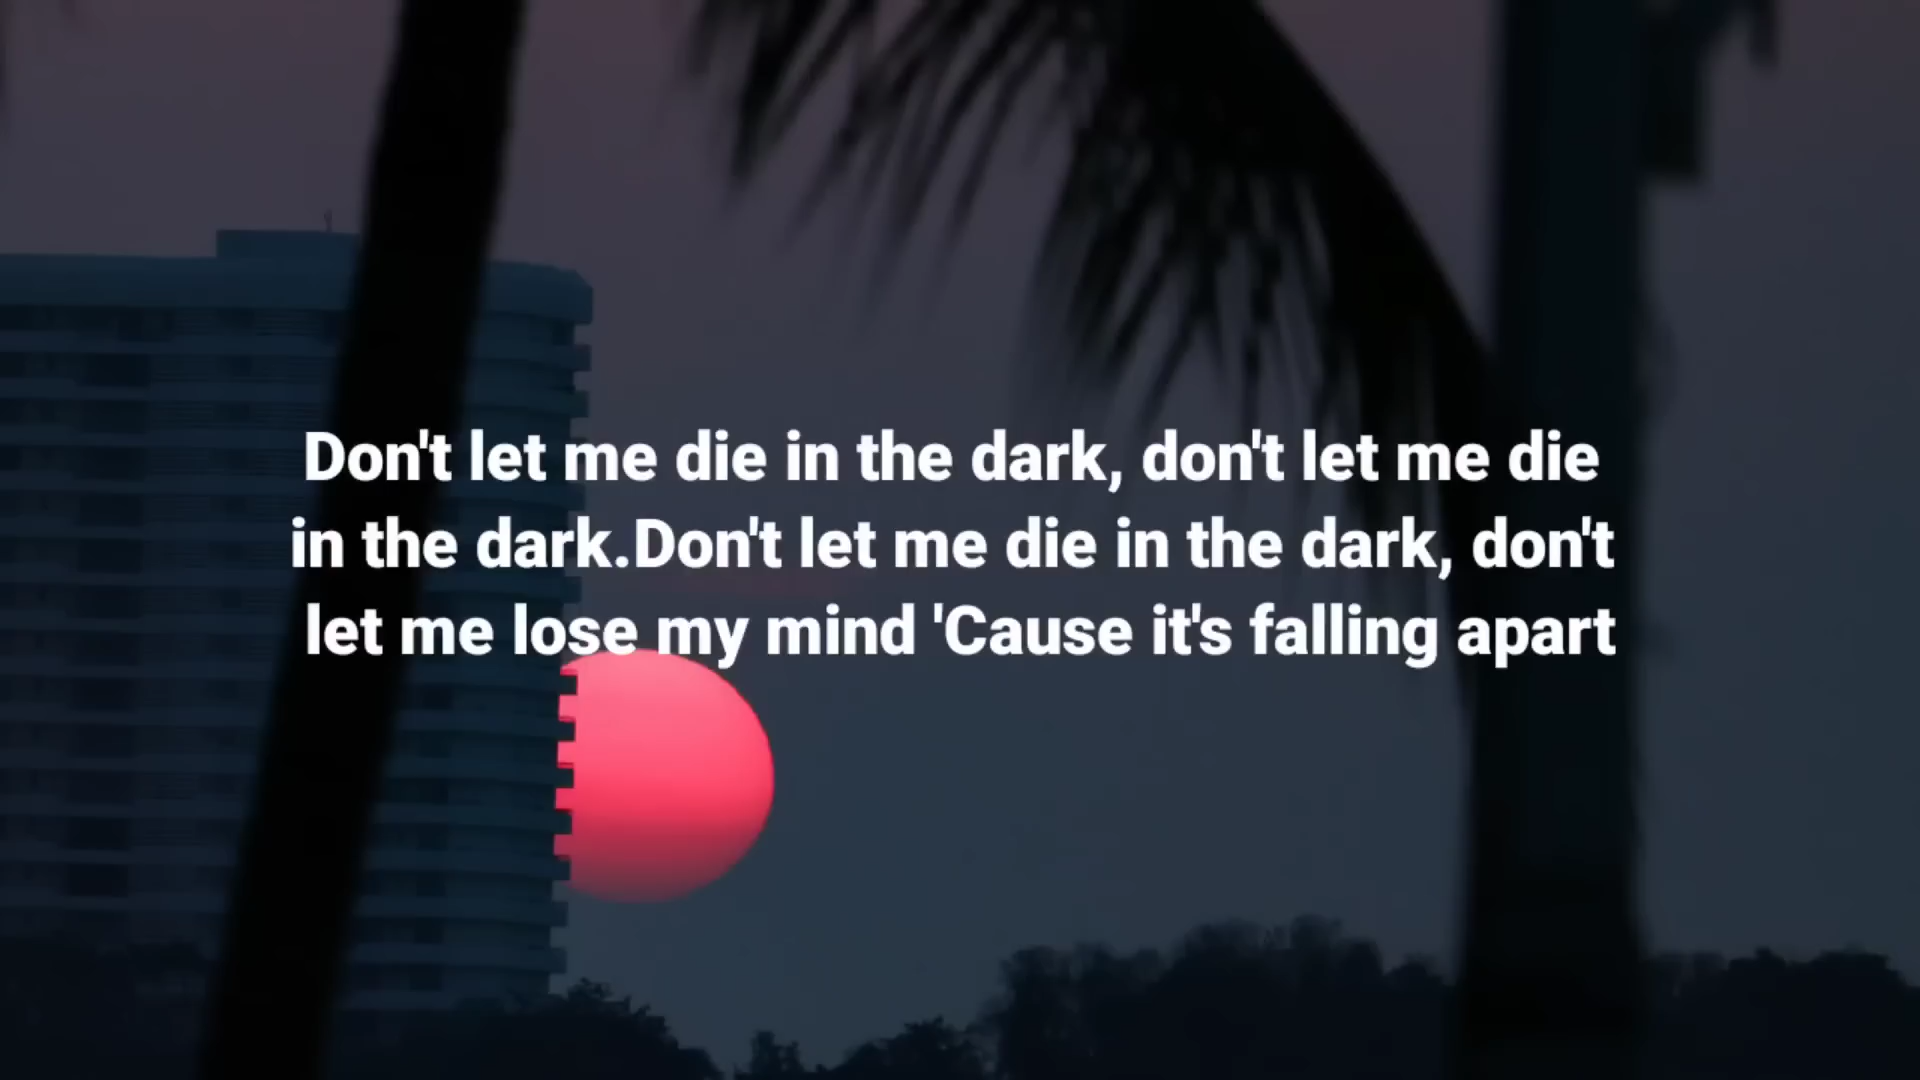 Don't let me die in the dark, don't let me die
in the dark.Don't let me die in the dark, don't
let me lose my mind 'Cause it's falling apart